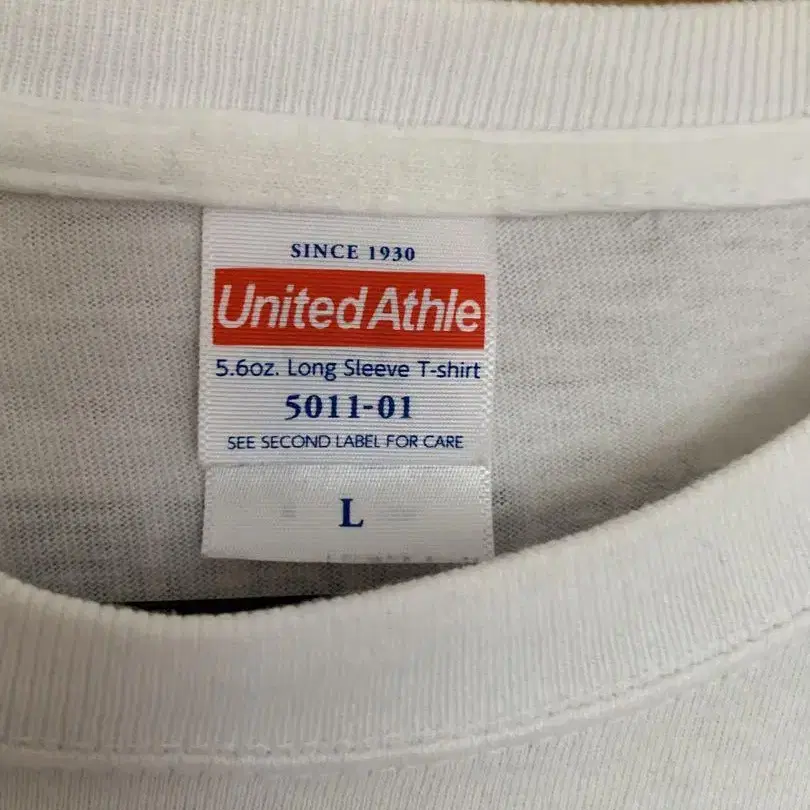 SINCE 1930
United Athle
5.6oz. Long Sleeve T-shirt
5011-01
SEE SECOND LABEL FOR CARE
L